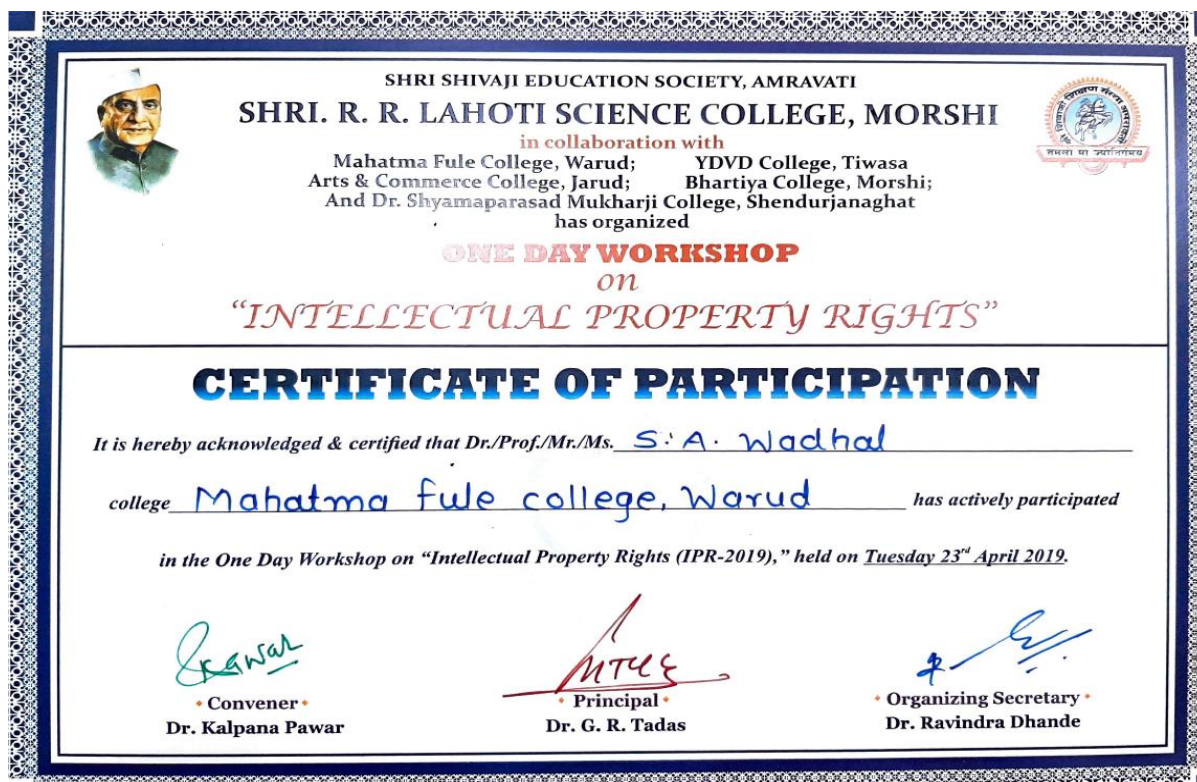 SHRI SHIVAJI EDUCATION SOCIETY, AMRAVATI
SHRI. R. R. LAHOTI SCIENCE COLLEGE, MORSHI
in collaboration with
Mahatma Fule College, Warud; YDVD College, Tiwasa
Arts & Commerce College, Jarud; Bhartiya College, Morshi;
And Dr. Shyamaparasad Mukharji College, Shendurjanaghat
has organized
ONE DAY WORKSHOP
on
“INTELLECTUAL PROPERTY RIGHTS”
CERTIFICATE OF PARTICIPATION
It is hereby acknowledged & certified that Dr./Prof./Mr./Ms. S. A. Wadhal
college Mahatma Fule college, Warud has actively participated
in the One Day Workshop on “Intellectual Property Rights (IPR-2019),” held on Tuesday 23rd April 2019.
Convener Principal Organizing Secretary
Dr. Kalpana Pawar Dr. G. R. Tadas Dr. Ravindra Dhande